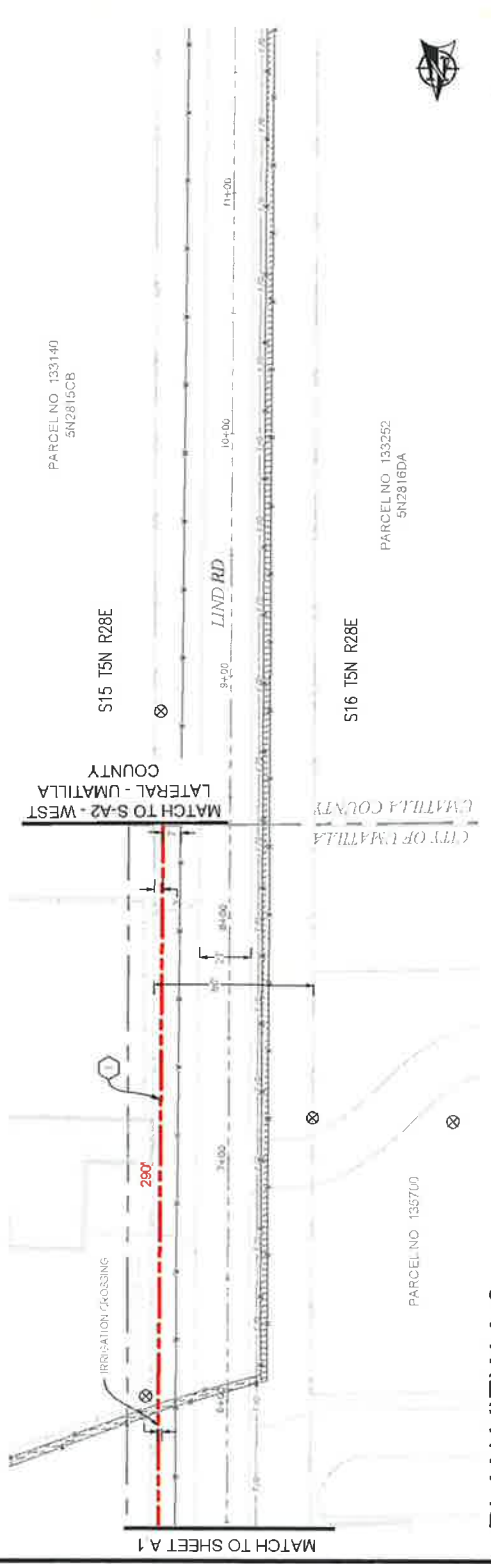 PARCEL NO 133140
5N2815CB
S15 T5N R28E
MATCH TO S-A2 - WEST
LATERAL - UMATILLA
COUNTY
11+00
10+00
LIND RD
9+00
8+00
7+00
6+00
290'
1
IRRIGATION CROSSING
MATCH TO SHEET A.1
UMATILLA COUNTY
CITY OF UMATILLA
S16 T5N R28E
PARCEL NO 133252
5N2816DA
PARCEL NO 135700
N